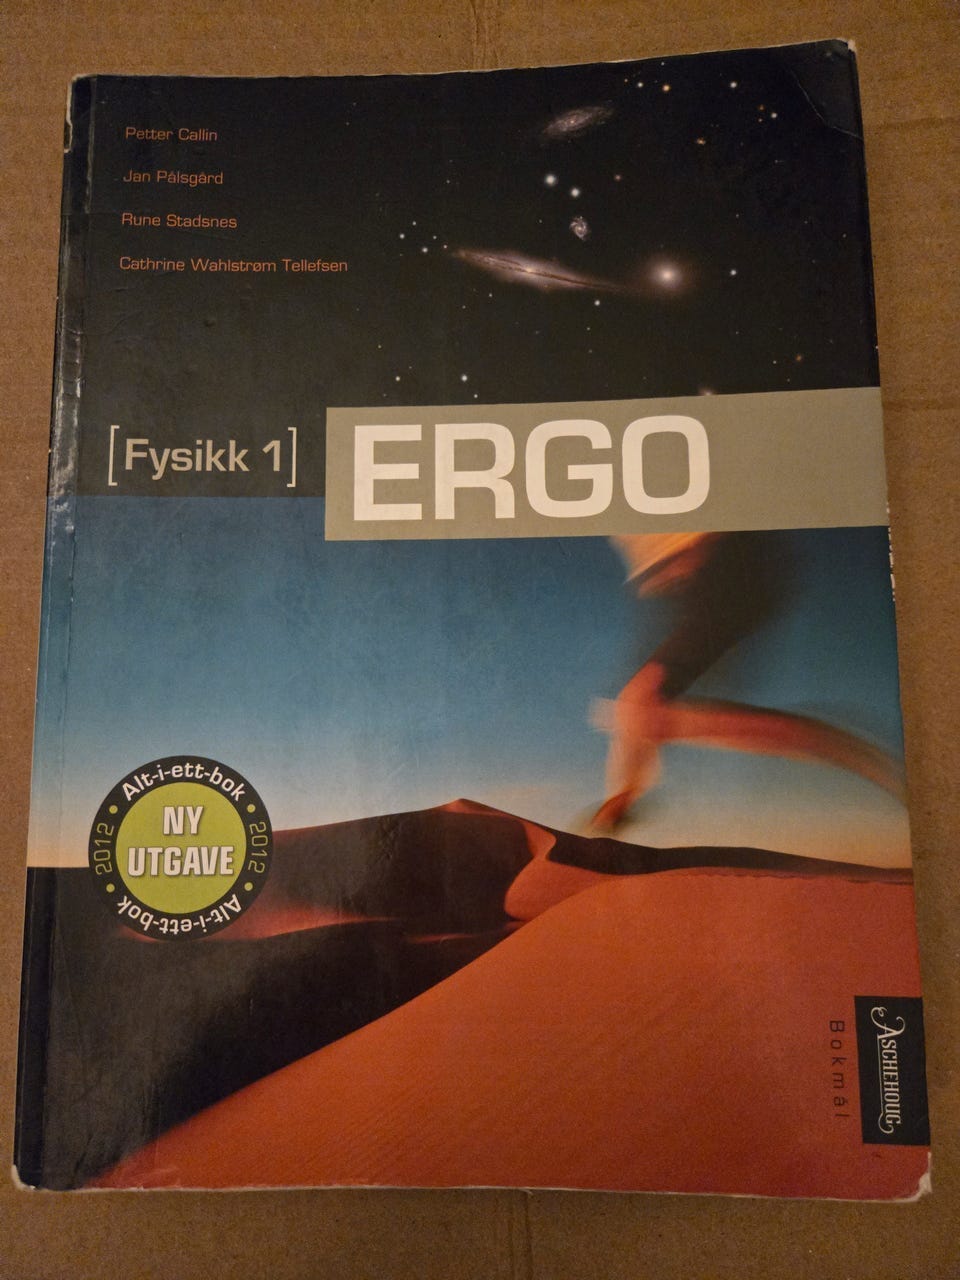 Petter Callin
Jan Pålsgård
Rune Stadsnes
Cathrine Wahlstrøm Tellefsen
[Fysikk 1]
ERGO
Alt-i-ett-bok
2012
NY
UTGAVE
2012
Alt-i-ett-bok
Bokmål
ASCHEHOUG